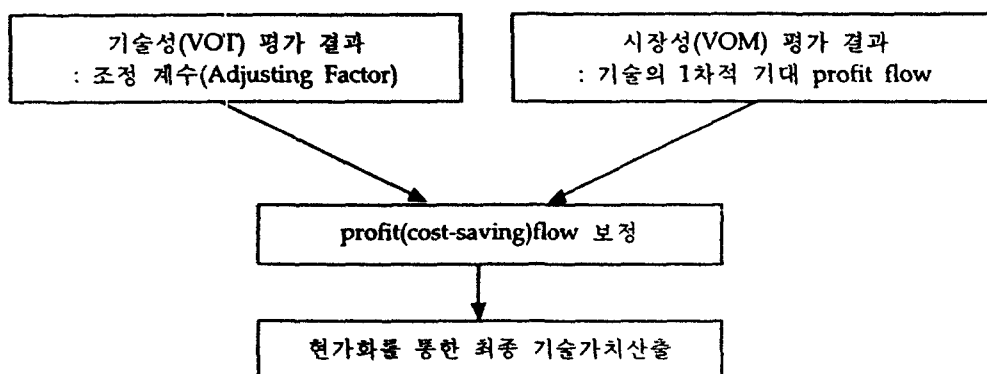 기술성(VOT) 평가 결과
: 조정 계수(Adjusting Factor)
시장성(VOM) 평가 결과
: 기술의 1차적 기대 profit flow
profit(cost-saving)flow 보정
현가화를 통한 최종 기술가치산출